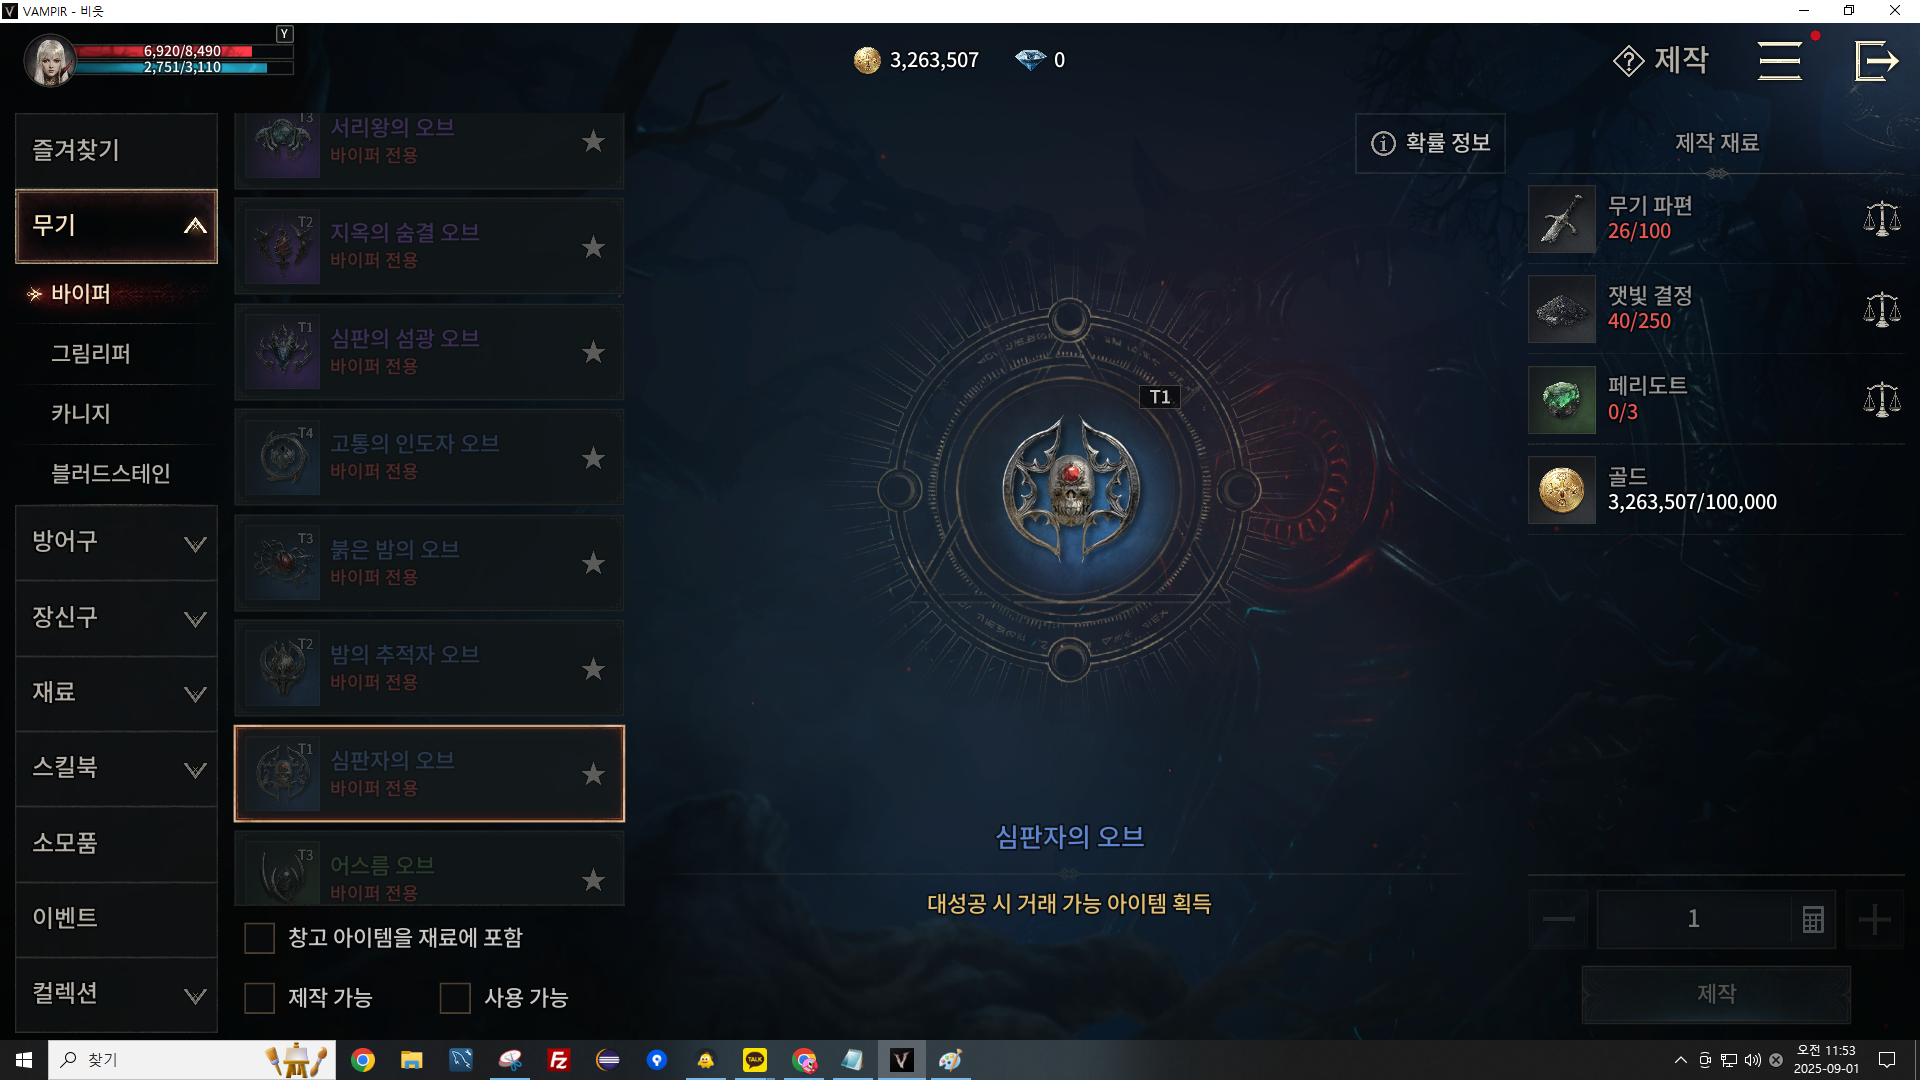 VAMPIR - 비웃
Y
6,920/8,490
2,751/3,110
3,263,507
0
제작
즐겨찾기
무기
바이퍼
그림리퍼
카니지
블러드스테인
방어구
장신구
재료
스킬북
소모품
이벤트
컬렉션
T3
서리왕의 오브
바이퍼 전용
T2
지옥의 숨결 오브
바이퍼 전용
T1
심판의 섬광 오브
바이퍼 전용
T4
고통의 인도자 오브
바이퍼 전용
T3
붉은 밤의 오브
바이퍼 전용
T2
밤의 추적자 오브
바이퍼 전용
T1
심판자의 오브
바이퍼 전용
T3
어스름 오브
바이퍼 전용
창고 아이템을 재료에 포함
제작 가능
사용 가능
확률 정보
T1
심판자의 오브
대성공 시 거래 가능 아이템 획득
제작 재료
무기 파편
26/100
잿빛 결정
40/250
페리도트
0/3
골드
3,263,507/100,000
1
제작
찾기
TALK
오전 11:53
2025-09-01